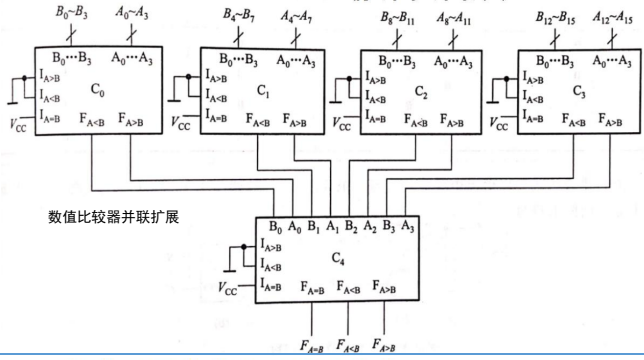 B₀~B₃ A₀~A₃ B₄~B₇ A₄~A₇ B₈~B₁₁ A₈~A₁₁ B₁₂~B₁₅ A₁₂~A₁₅
B₀···B₃ A₀···A₃ B₀···B₃ A₀···A₃ B₀···B₃ A₀···A₃ B₀···B₃ A₀···A₃
I_A>B C₀ I_A>B C₁ I_A>B C₂ I_A>B C₃
I_A<B I_A<B I_A<B I_A<B
V_CC I_A=B F_A<B F_A>B V_CC I_A=B F_A<B F_A>B V_CC I_A=B F_A<B F_A>B V_CC I_A=B F_A<B F_A>B
数值比较器并联扩展
B₀ A₀ B₁ A₁ B₂ A₂ B₃ A₃
I_A>B
I_A<B C₄
V_CC I_A=B F_A=B F_A<B F_A>B
F_A=B F_A<B F_A>B